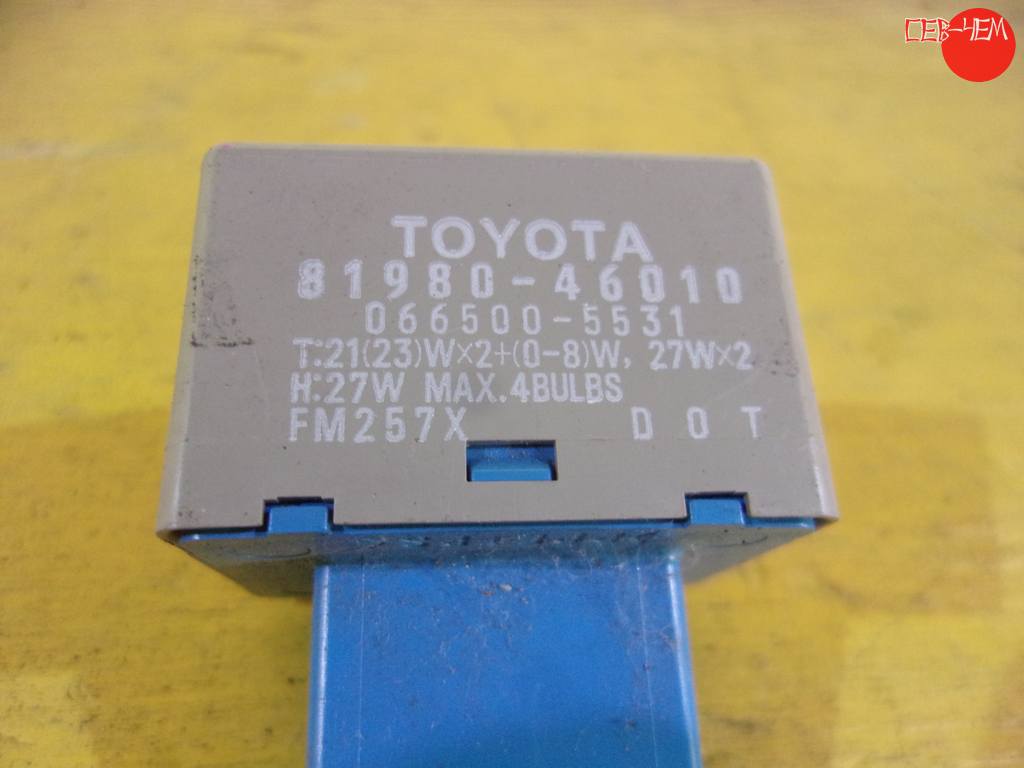 СЕВ-ЧЕМ
TOYOTA
81980-46010
066500-5531
T:21(23)W×2+(0-8)W, 27W×2
H:27W MAX.4BULBS
FM257X DOT